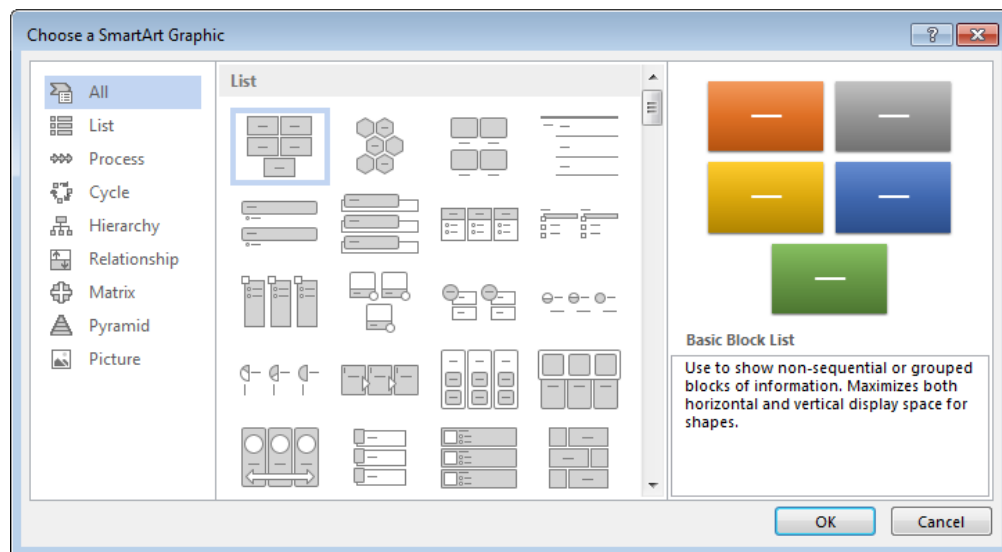 Choose a SmartArt Graphic
All
List
Process
Cycle
Hierarchy
Relationship
Matrix
Pyramid
Picture
List
Basic Block List
Use to show non-sequential or grouped
blocks of information. Maximizes both
horizontal and vertical display space for
shapes.
OK
Cancel